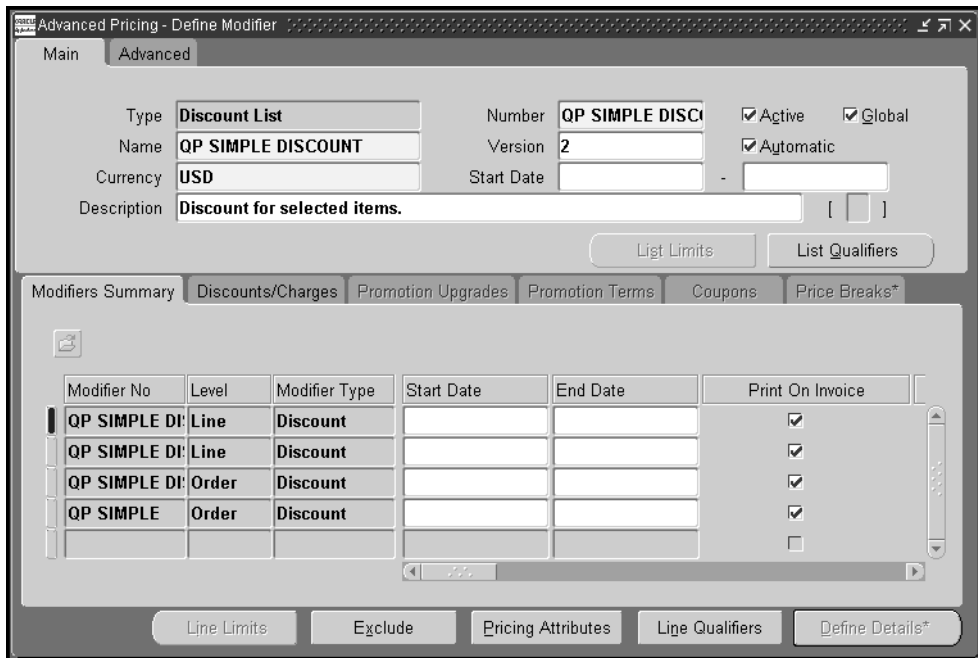 Advanced Pricing - Define Modifier
Main Advanced
Type Discount List Number QP SIMPLE DISC Active Global
Name QP SIMPLE DISCOUNT Version 2 Automatic
Currency USD Start Date -
Description Discount for selected items. [ ]
List Limits List Qualifiers
Modifiers Summary Discounts/Charges Promotion Upgrades Promotion Terms Coupons Price Breaks*
Modifier No Level Modifier Type Start Date End Date Print On Invoice
QP SIMPLE DI Line Discount
QP SIMPLE DI Line Discount
QP SIMPLE DI Order Discount
QP SIMPLE Order Discount
Line Limits Exclude Pricing Attributes Line Qualifiers Define Details*